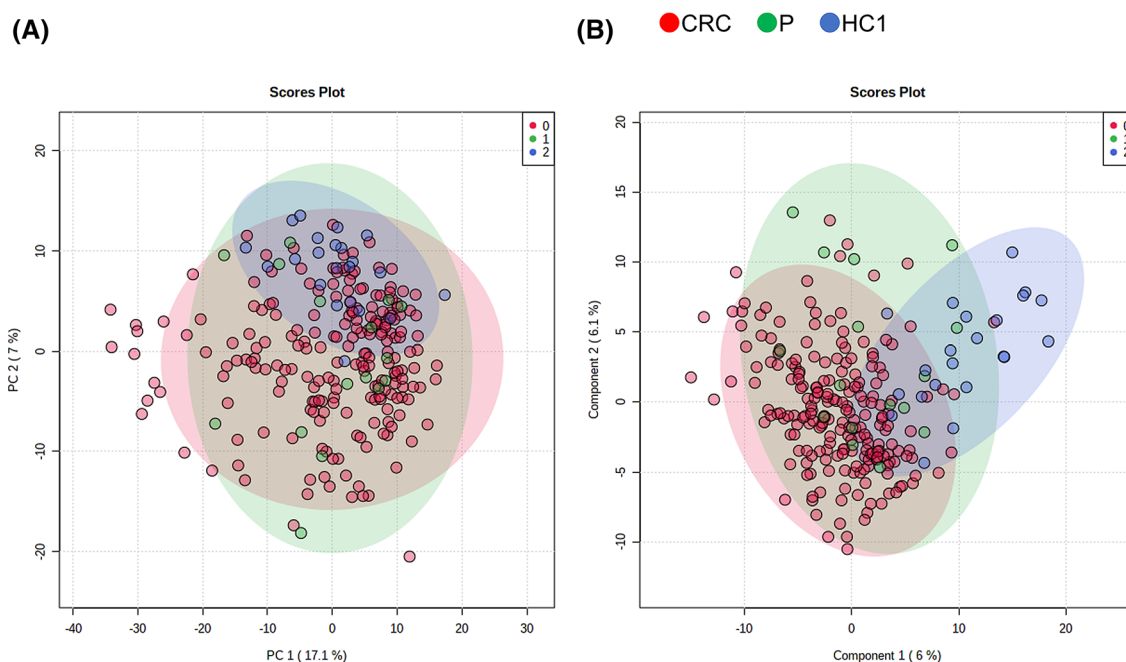 (A)
(B)
CRC P HC1
Scores Plot
0
1
2
20
10
0
-10
-20
PC 2 ( 7 %)
-40 -30 -20 -10 0 10 20 30
PC 1 ( 17.1 %)
Scores Plot
2
20
15
10
5
0
-5
-10
Component 2 ( 6.1 %)
-10 0 10 20
Component 1 ( 6 %)